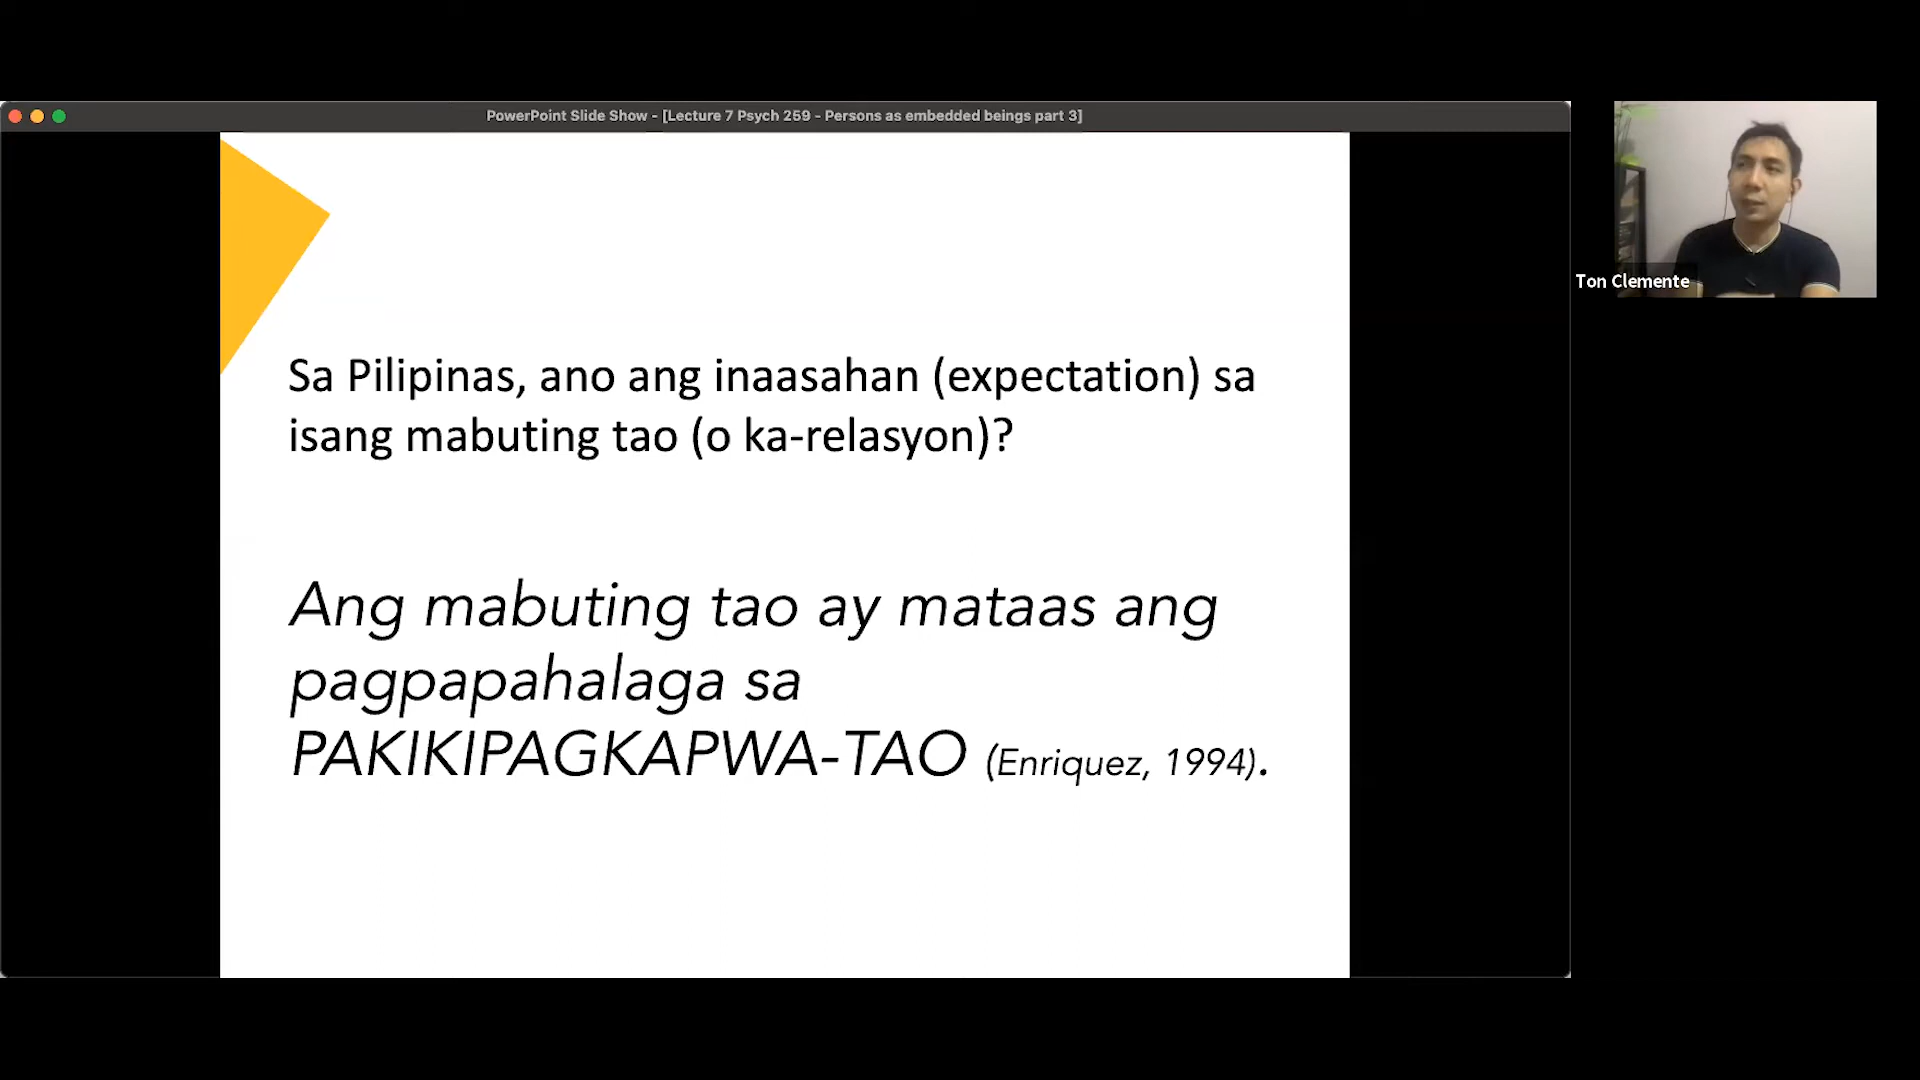 PowerPoint Slide Show - [Lecture 7 Psych 259 - Persons as embedded beings part 3]
Sa Pilipinas, ano ang inaasahan (expectation) sa
isang mabuting tao (o ka-relasyon)?
Ang mabuting tao ay mataas ang
pagpapahalaga sa
PAKIKIPAGKAPWA-TAO (Enriquez, 1994).
Ton Clemente